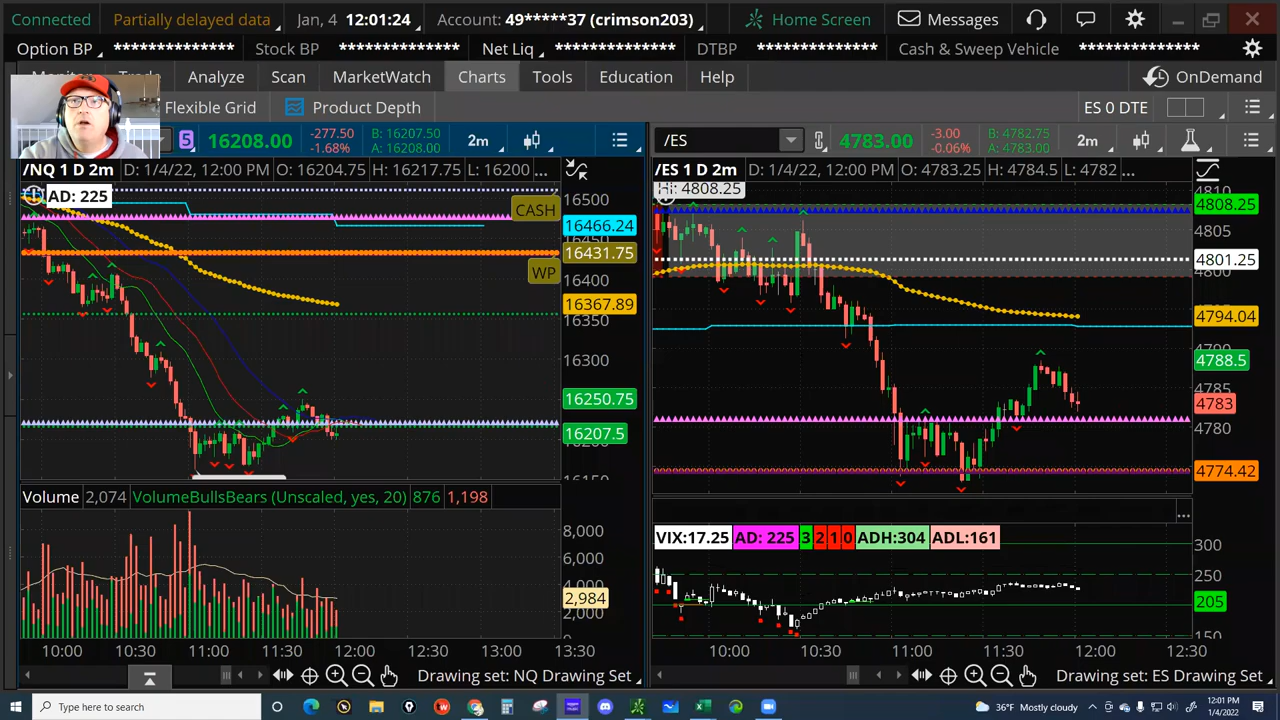 Connected Partially delayed data Jan, 4 12:01:24 Account: 49*****37 (crimson203) Home Screen Messages
Option BP ************** Stock BP ************** Net Liq ************** DTBP ************** Cash & Sweep Vehicle **************
Analyze Scan MarketWatch Charts Tools Education Help OnDemand
Flexible Grid Product Depth ES 0 DTE
5 16208.00 -277.50 -1.68% B: 16207.50 A: 16208.00 2m
/ES 4783.00 -3.00 -0.06% B: 4782.75 A: 4783.00 2m
/NQ 1 D 2m D: 1/4/22, 12:00 PM O: 16204.75 H: 16217.75 L: 16200 ...
/ES 1 D 2m D: 1/4/22, 12:00 PM O: 4783.25 H: 4784.5 L: 4782 ...
AD: 225
Hi: 4808.25
CASH
WP
16500
16466.24
16431.75
16400
16367.89
16350
16300
16250.75
16207.5
16150
4810
4808.25
4805
4801.25
4800
4794.04
4790
4788.5
4785
4783
4780
4774.42
Volume 2,074 VolumeBullsBears (Unscaled, yes, 20) 876 1,198
8,000
6,000
4,000
2,984
2,000
0
VIX:17.25 AD: 225 3 2 1 0 ADH:304 ADL:161
300
250
205
150
10:00 10:30 11:00 11:30 12:00 12:30 13:00 13:30
10:00 10:30 11:00 11:30 12:00 12:30
Drawing set: NQ Drawing Set
Drawing set: ES Drawing Set
Type here to search
36°F Mostly cloudy
12:01 PM
1/4/2022